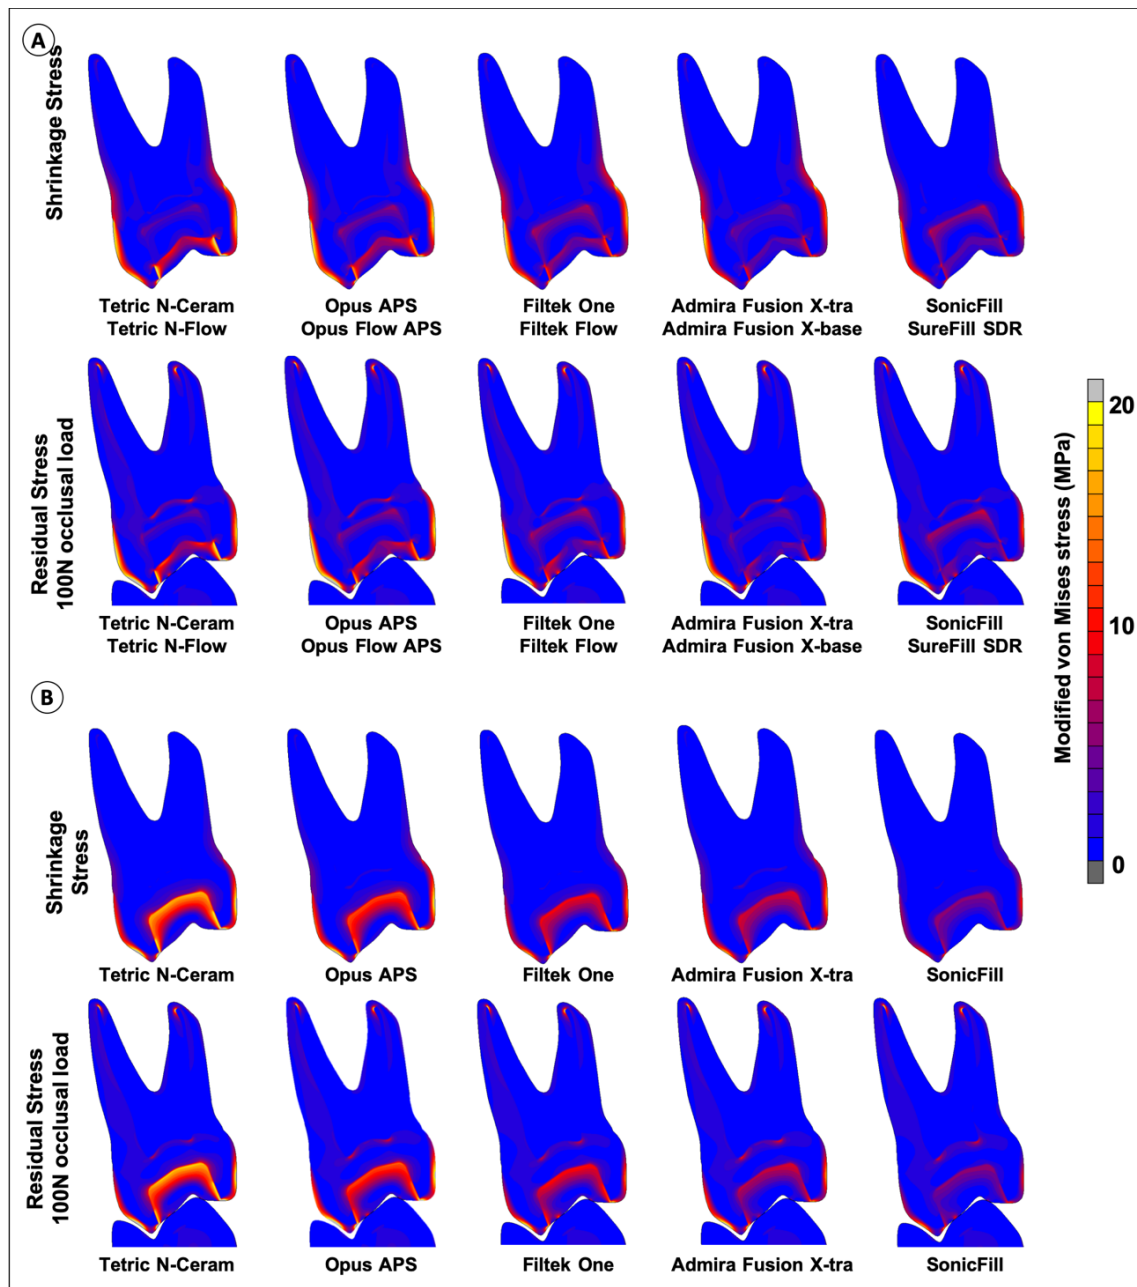 A
Shrinkage Stress
Tetric N-Ceram
Tetric N-Flow
Opus APS
Opus Flow APS
Filtek One
Filtek Flow
Admira Fusion X-tra
Admira Fusion X-base
SonicFill
SureFill SDR
Residual Stress
100N occlusal load
Tetric N-Ceram
Tetric N-Flow
Opus APS
Opus Flow APS
Filtek One
Filtek Flow
Admira Fusion X-tra
Admira Fusion X-base
SonicFill
SureFill SDR
Modified von Mises stress (MPa)
20
10
0
B
Shrinkage
Stress
Tetric N-Ceram
Opus APS
Filtek One
Admira Fusion X-tra
SonicFill
Residual Stress
100N occlusal load
Tetric N-Ceram
Opus APS
Filtek One
Admira Fusion X-tra
SonicFill